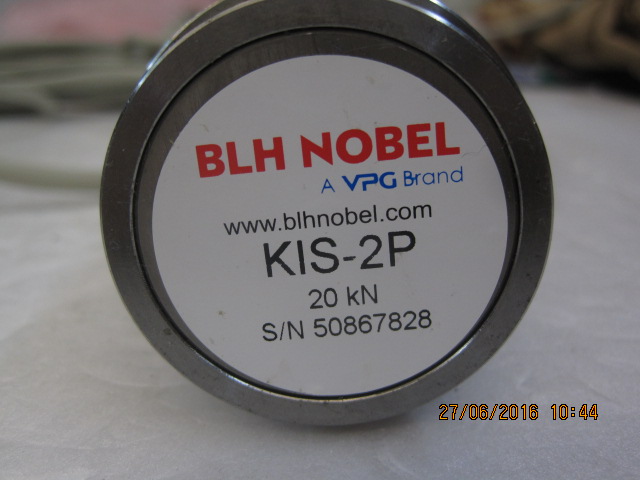 BLH NOBEL
A VPG Brand
www.blhnobel.com
KIS-2P
20 kN
S/N 50867828
27/06/2016 10:44